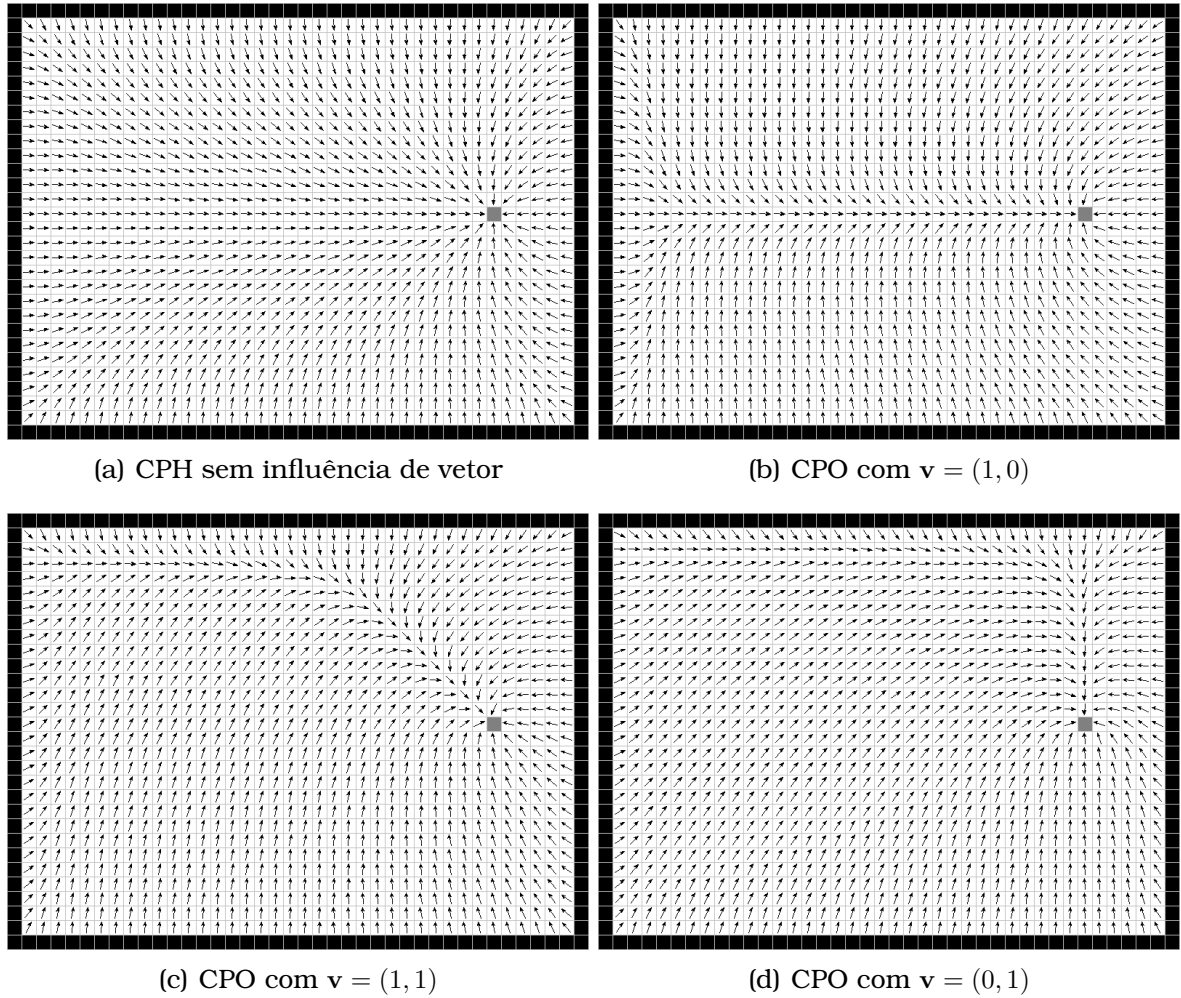 (a) CPH sem influência de vetor
(b) CPO com v = (1, 0)
(c) CPO com v = (1, 1)
(d) CPO com v = (0, 1)